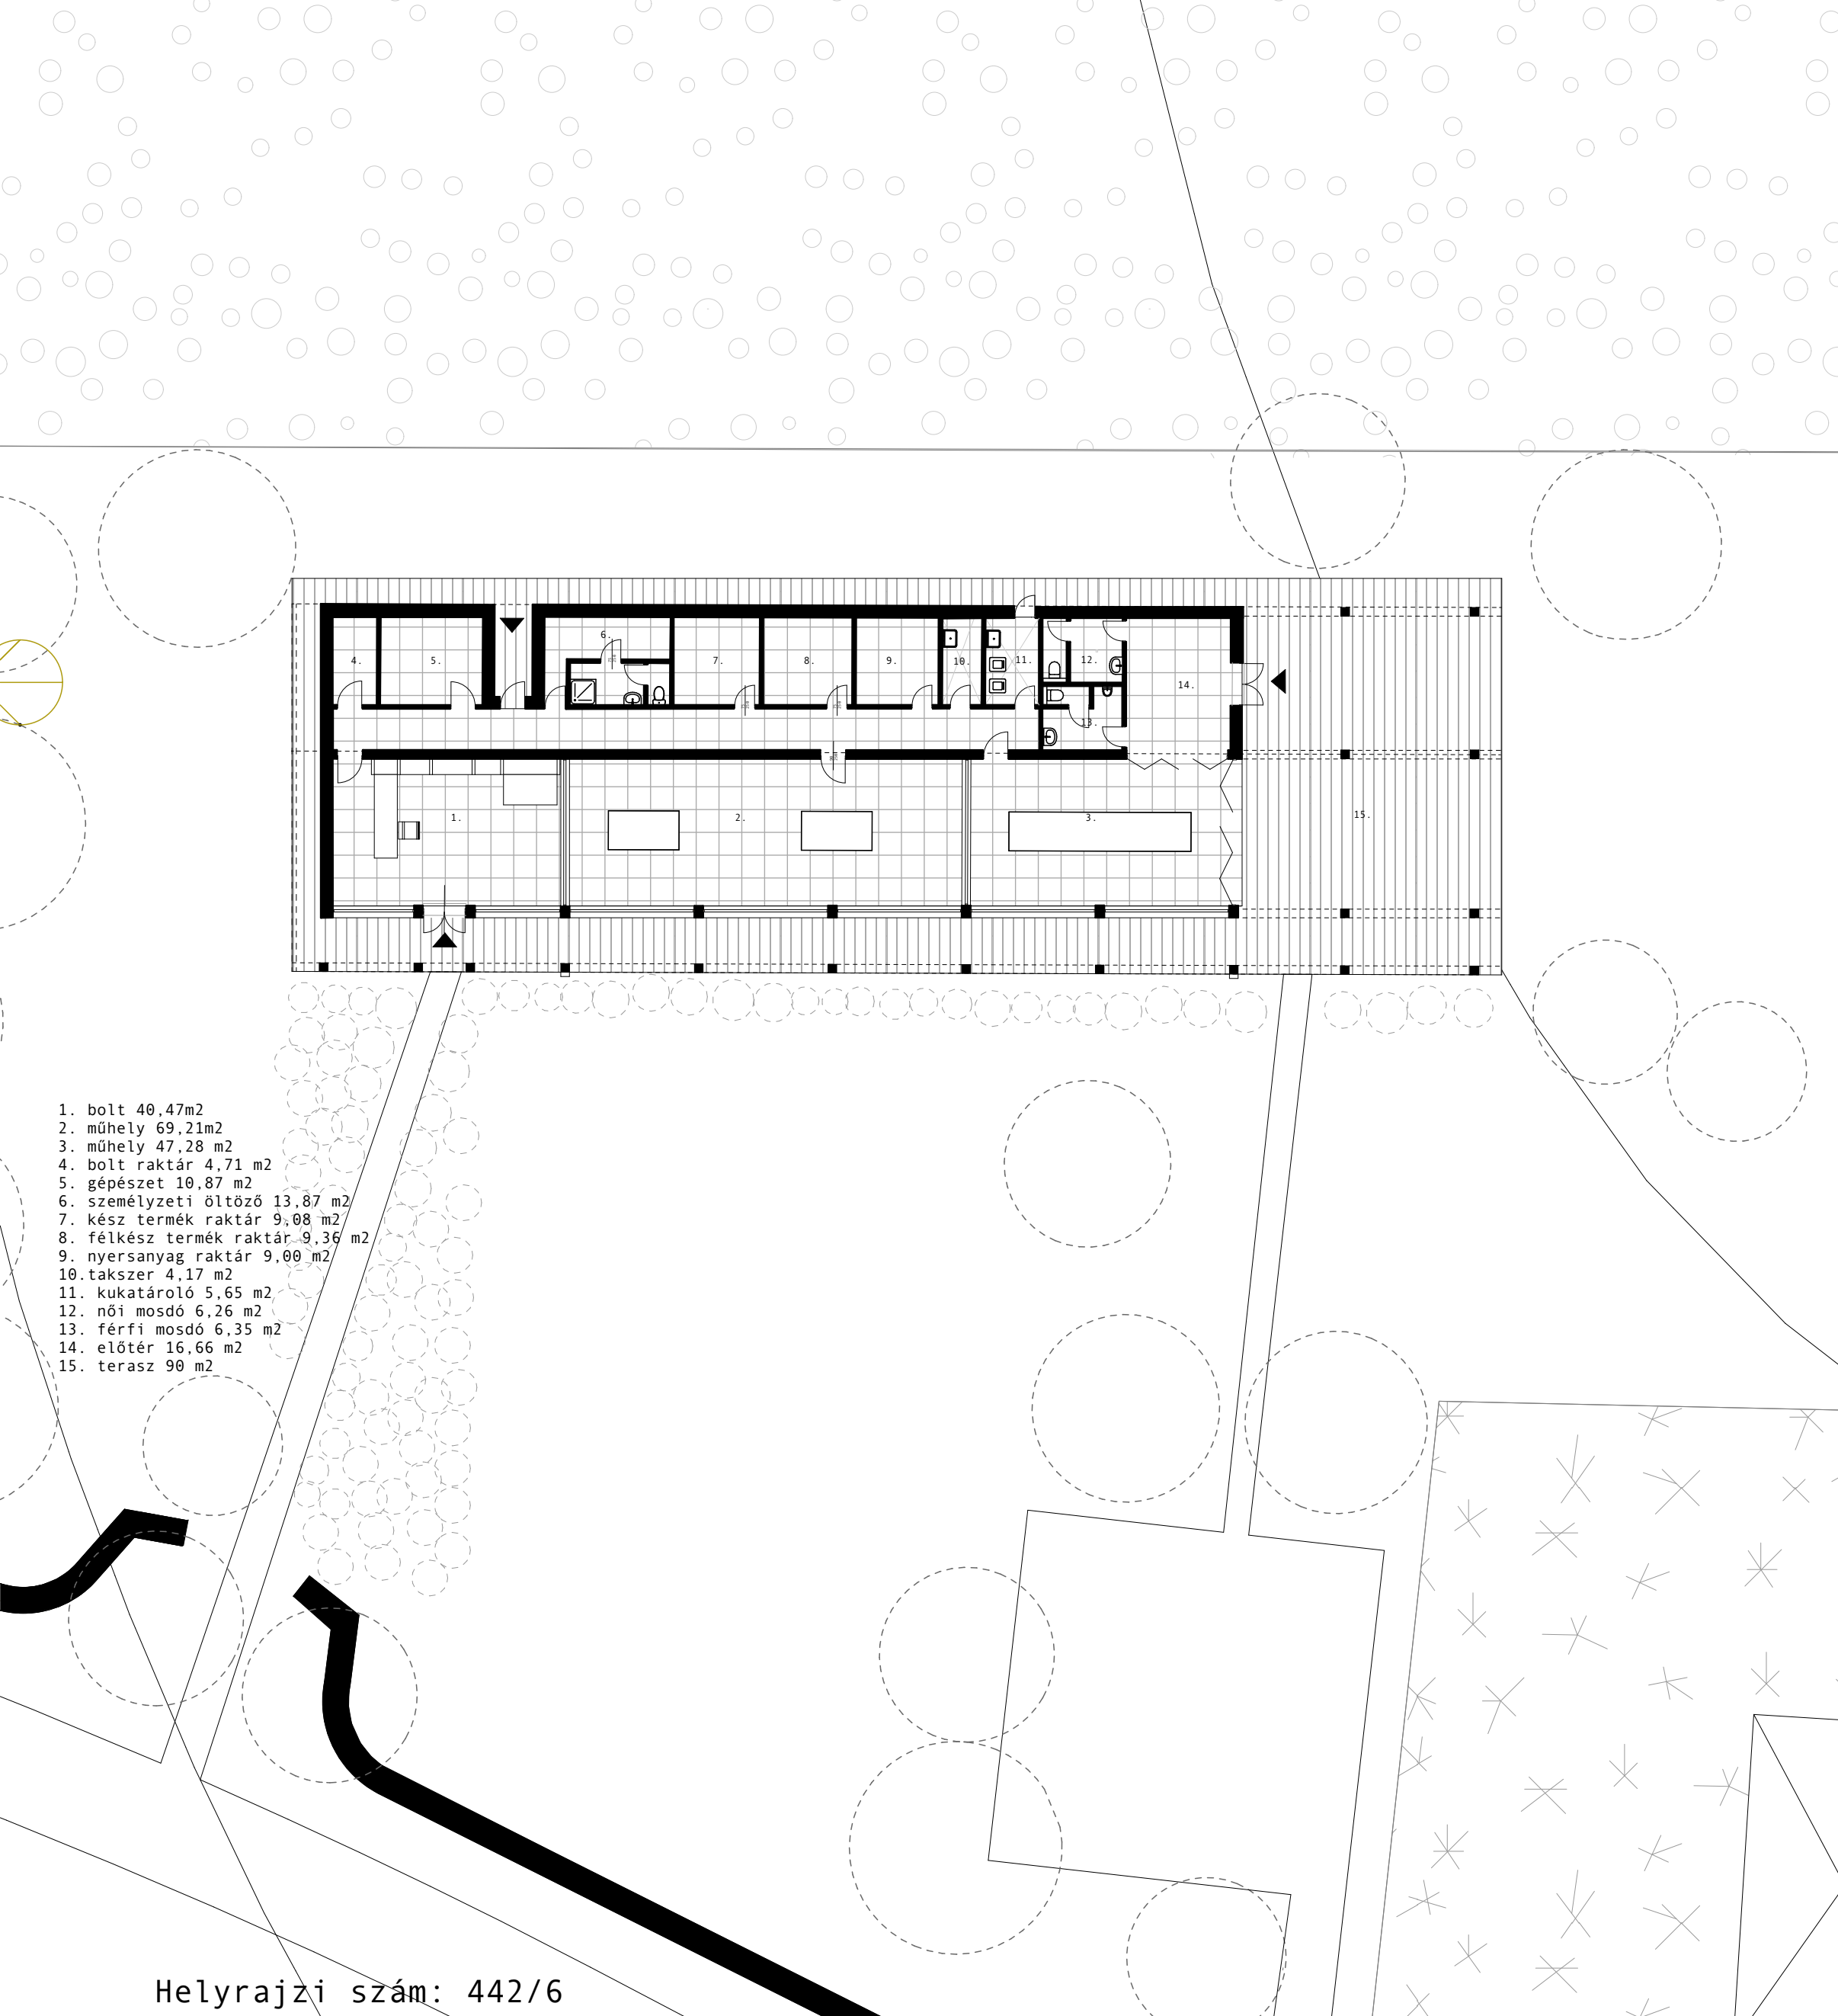 6.
4.
5.
7.
8.
9.
10.
11.
12.
14.
13.
1.
2.
3.
15.
1. bolt 40,47m2
2. műhely 69,21m2
3. műhely 47,28 m2
4. bolt raktár 4,71 m2
5. gépészet 10,87 m2
6. személyzeti öltöző 13,87 m2
7. kész termék raktár 9,08 m2
8. félkész termék raktár 9,36 m2
9. nyersanyag raktár 9,00 m2
10.takszer 4,17 m2
11. kukatároló 5,65 m2
12. női mosdó 6,26 m2
13. férfi mosdó 6,35 m2
14. előtér 16,66 m2
15. terasz 90 m2
Helyrajzi szám: 442/6